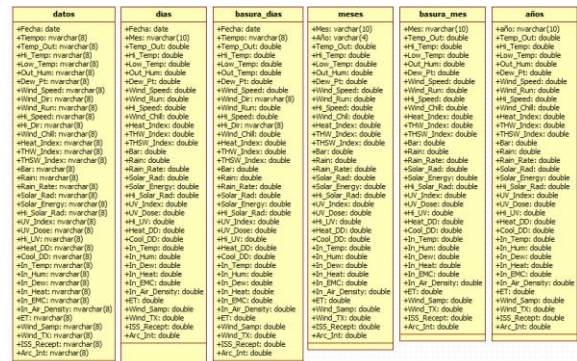 datos
+Fecha: date
+Tiempo: nvarchar(8)
+Temp_Out: nvarchar(8)
+Hi_Temp: nvarchar(8)
+Low_Temp: nvarchar(8)
+Out_Hum: nvarchar(8)
+Dew_Pt: nvarchar(8)
+Wind_Speed: nvarchar(8)
+Wind_Dir: nvarchar(8)
+Wind_Run: nvarchar(8)
+Hi_Speed: nvarchar(8)
+Hi_Dir: nvarchar(8)
+Wind_Chill: nvarchar(8)
+Heat_Index: nvarchar(8)
+THW_Index: nvarchar(8)
+THSW_Index: nvarchar(8)
+Bar: nvarchar(8)
+Rain: nvarchar(8)
+Rain_Rate: nvarchar(8)
+Solar_Rad: nvarchar(8)
+Solar_Energy: nvarchar(8)
+Hi_Solar_Rad: nvarchar(8)
+UV_Index: nvarchar(8)
+UV_Dose: nvarchar(8)
+Hi_UV: nvarchar(8)
+Heat_DD: nvarchar(8)
+Cool_DD: nvarchar(8)
+In_Temp: nvarchar(8)
+In_Hum: nvarchar(8)
+In_Dew: nvarchar(8)
+In_Heat: nvarchar(8)
+In_EMC: nvarchar(8)
+In_Air_Density: nvarchar(8)
+ET: nvarchar(8)
+Wind_Samp: nvarchar(8)
+Wind_TX: nvarchar(8)
+ISS_Recept: nvarchar(8)
+Arc_Int: nvarchar(8)
dias
+Fecha: date
+Mes: nvarchar(10)
+Temp_Out: double
+Hi_Temp: double
+Low_Temp: double
+Out_Hum: double
+Dew_Pt: double
+Wind_Speed: double
+Wind_Run: double
+Hi_Speed: double
+Wind_Chill: double
+Heat_Index: double
+THW_Index: double
+THSW_Index: double
+Bar: double
+Rain: double
+Rain_Rate: double
+Solar_Rad: double
+Solar_Energy: double
+Hi_Solar_Rad: double
+UV_Index: double
+UV_Dose: double
+Hi_UV: double
+Heat_DD: double
+Cool_DD: double
+In_Temp: double
+In_Hum: double
+In_Dew: double
+In_Heat: double
+In_EMC: double
+In_Air_Density: double
+ET: double
+Wind_Samp: double
+Wind_TX: double
+ISS_Recept: double
+Arc_Int: double
basura_dias
+Fecha: date
+Tiempo: nvarchar(8)
+Temp_Out: double
+Hi_Temp: double
+Low_Temp: double
+Out_Temp: double
+Dew_Pt: double
+Wind_Speed: double
+Wind_Dir: nvarvhar(8)
+Wind_Run: double
+Hi_Speed: double
+Hi_Dir: nvarchar(8)
+Wind_Chill: double
+Heat_Index: double
+THW_Index: double
+THSW_Index: double
+Bar: double
+Rain: double
+Rain_Rate: double
+Solar_Rad: double
+Solar_Energy: double
+Hi_Solar_Rad: double
+UV_Index: double
+UV_Dose: double
+Hi_UV: double
+Heat_DD: double
+Cool_DD: double
+In_Temp: double
+In_Hum: double
+In_Dew: double
+In_Heat: double
+In_EMC: double
+In_Air_Density: double
+ET: double
+Wind_Samp: double
+Wind_TX: double
+ISS_Recept: double
+Arc_Int: double
meses
+Mes: varchar(10)
+Año: varchar(4)
+Temp_Out: double
+Hi_Temp: double
+Low_Temp: double
+Out_Hum: double
+Dew_Pt: double
+Wind_Speed: double
+Wind_Run: double
+Hi_Speed: double
+Wind_Chill: double
+Heat_Index: double
+THW_Index: double
+THSW_Index: double
+Bar: double
+Rain: double
+Rain_Rate: double
+Solar_Rad: double
+Solar_Energy: double
+Hi_Solar_Rad: double
+UV_Index: double
+UV_Dose: double
+Hi_UV: double
+Heat_DD: double
+Cool_DD: double
+In_Temp: double
+In_Hum: double
+In_Dew: double
+In_Heat: double
+In_EMC: double
+In_Air_Density: double
+ET: double
+Wind_Samp: double
+Wind_TX: double
+ISS_Recept: double
+Arc_Int: double
basura_mes
+Mes: nvarchar(10)
+Temp_Out: double
+Hi_Temp: double
+Low_Temp: double
+Out_Hum: double
+Dew_Pt: double
+Wind_Speed: double
+Wind_Run: double
+Hi_Speed: double
+Wind_Chill: double
+Heat_Index: double
+THW_Index: double
+THSW_Index: double
+Bar: double
+Rain: double
+Rain_Rate: double
+Solar_Rad: double
+Solar_Energy: double
+Hi_Solar_Rad: double
+UV_Index: double
+UV_Dose: double
+Hi_UV: double
+Heat_DD: double
+Cool_DD: double
+In_Temp: double
+In_Hum: double
+In_Dew: double
+In_Heat: double
+In_EMC: double
+In_Air_Density: double
+ET: double
+Wind_Samp: double
+Wind_TX: double
+ISS_Recept: double
+Arc_Int: double
años
+año: nvarchar(10)
+Temp_Out: double
+Hi_Temp: double
+Low_Temp: double
+Out_Hum: double
+Dew_Pt: double
+Wind_Speed: double
+Wind_Run: double
+Hi_Speed: double
+Wind_Chill: double
+Heat_Index: double
+THW_Index: double
+THSW_Index: double
+Bar: double
+Rain: double
+Rain_Rate: double
+Solar_Rad: double
+Solar_Energy: double
+Hi_Solar_Rad: double
+UV_Index: double
+UV_Dose: double
+Hi_UV: double
+Heat_DD: double
+Cool_DD: double
+In_Temp: double
+In_Hum: double
+In_Dew: double
+In_Heat: double
+In_EMC: double
+In_Air_Density: double
+ET: double
+Wind_Samp: double
+Wind_TX: double
+ISS_Recept: double
+Arc_Int: double